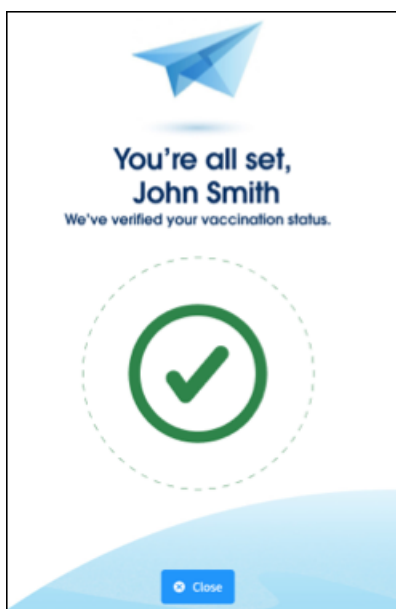 You're all set,
John Smith
We've verified your vaccination status.
Close